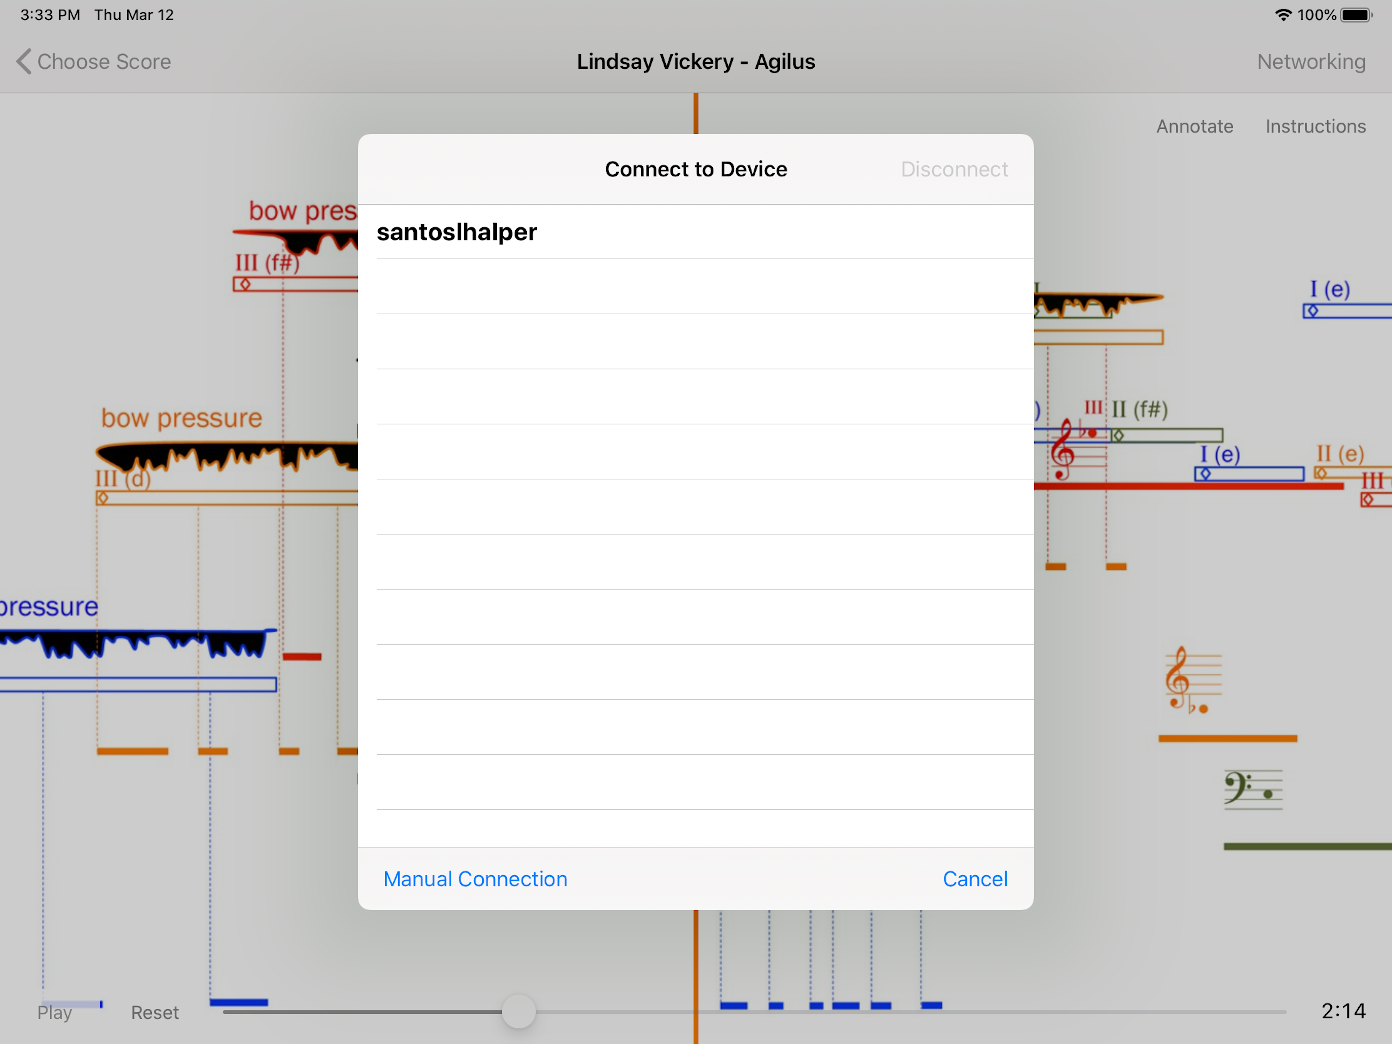 3:33 PM Thu Mar 12
100%
Choose Score
Lindsay Vickery - Agilus
Networking
Annotate Instructions
Connect to Device
Disconnect
santoslhalper
bow pres
III (f#)
I (e)
bow pressure
III (d)
III II (f#)
I (e)
II (e)
III
pressure
Manual Connection
Cancel
Play
Reset
2:14